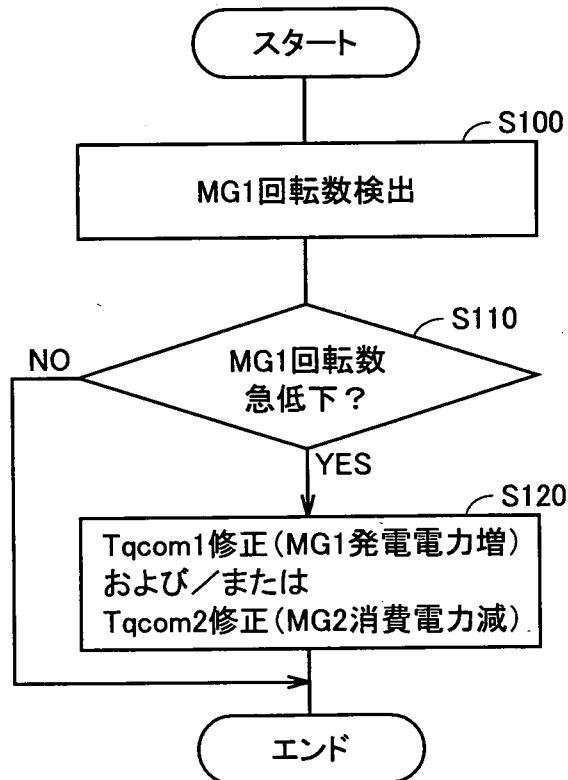 スタート
S100
MG1回転数検出
S110
NO
MG1回転数
急低下?
YES
S120
Tqcom1修正(MG1発電電力増)
および/または
Tqcom2修正(MG2消費電力減)
エンド